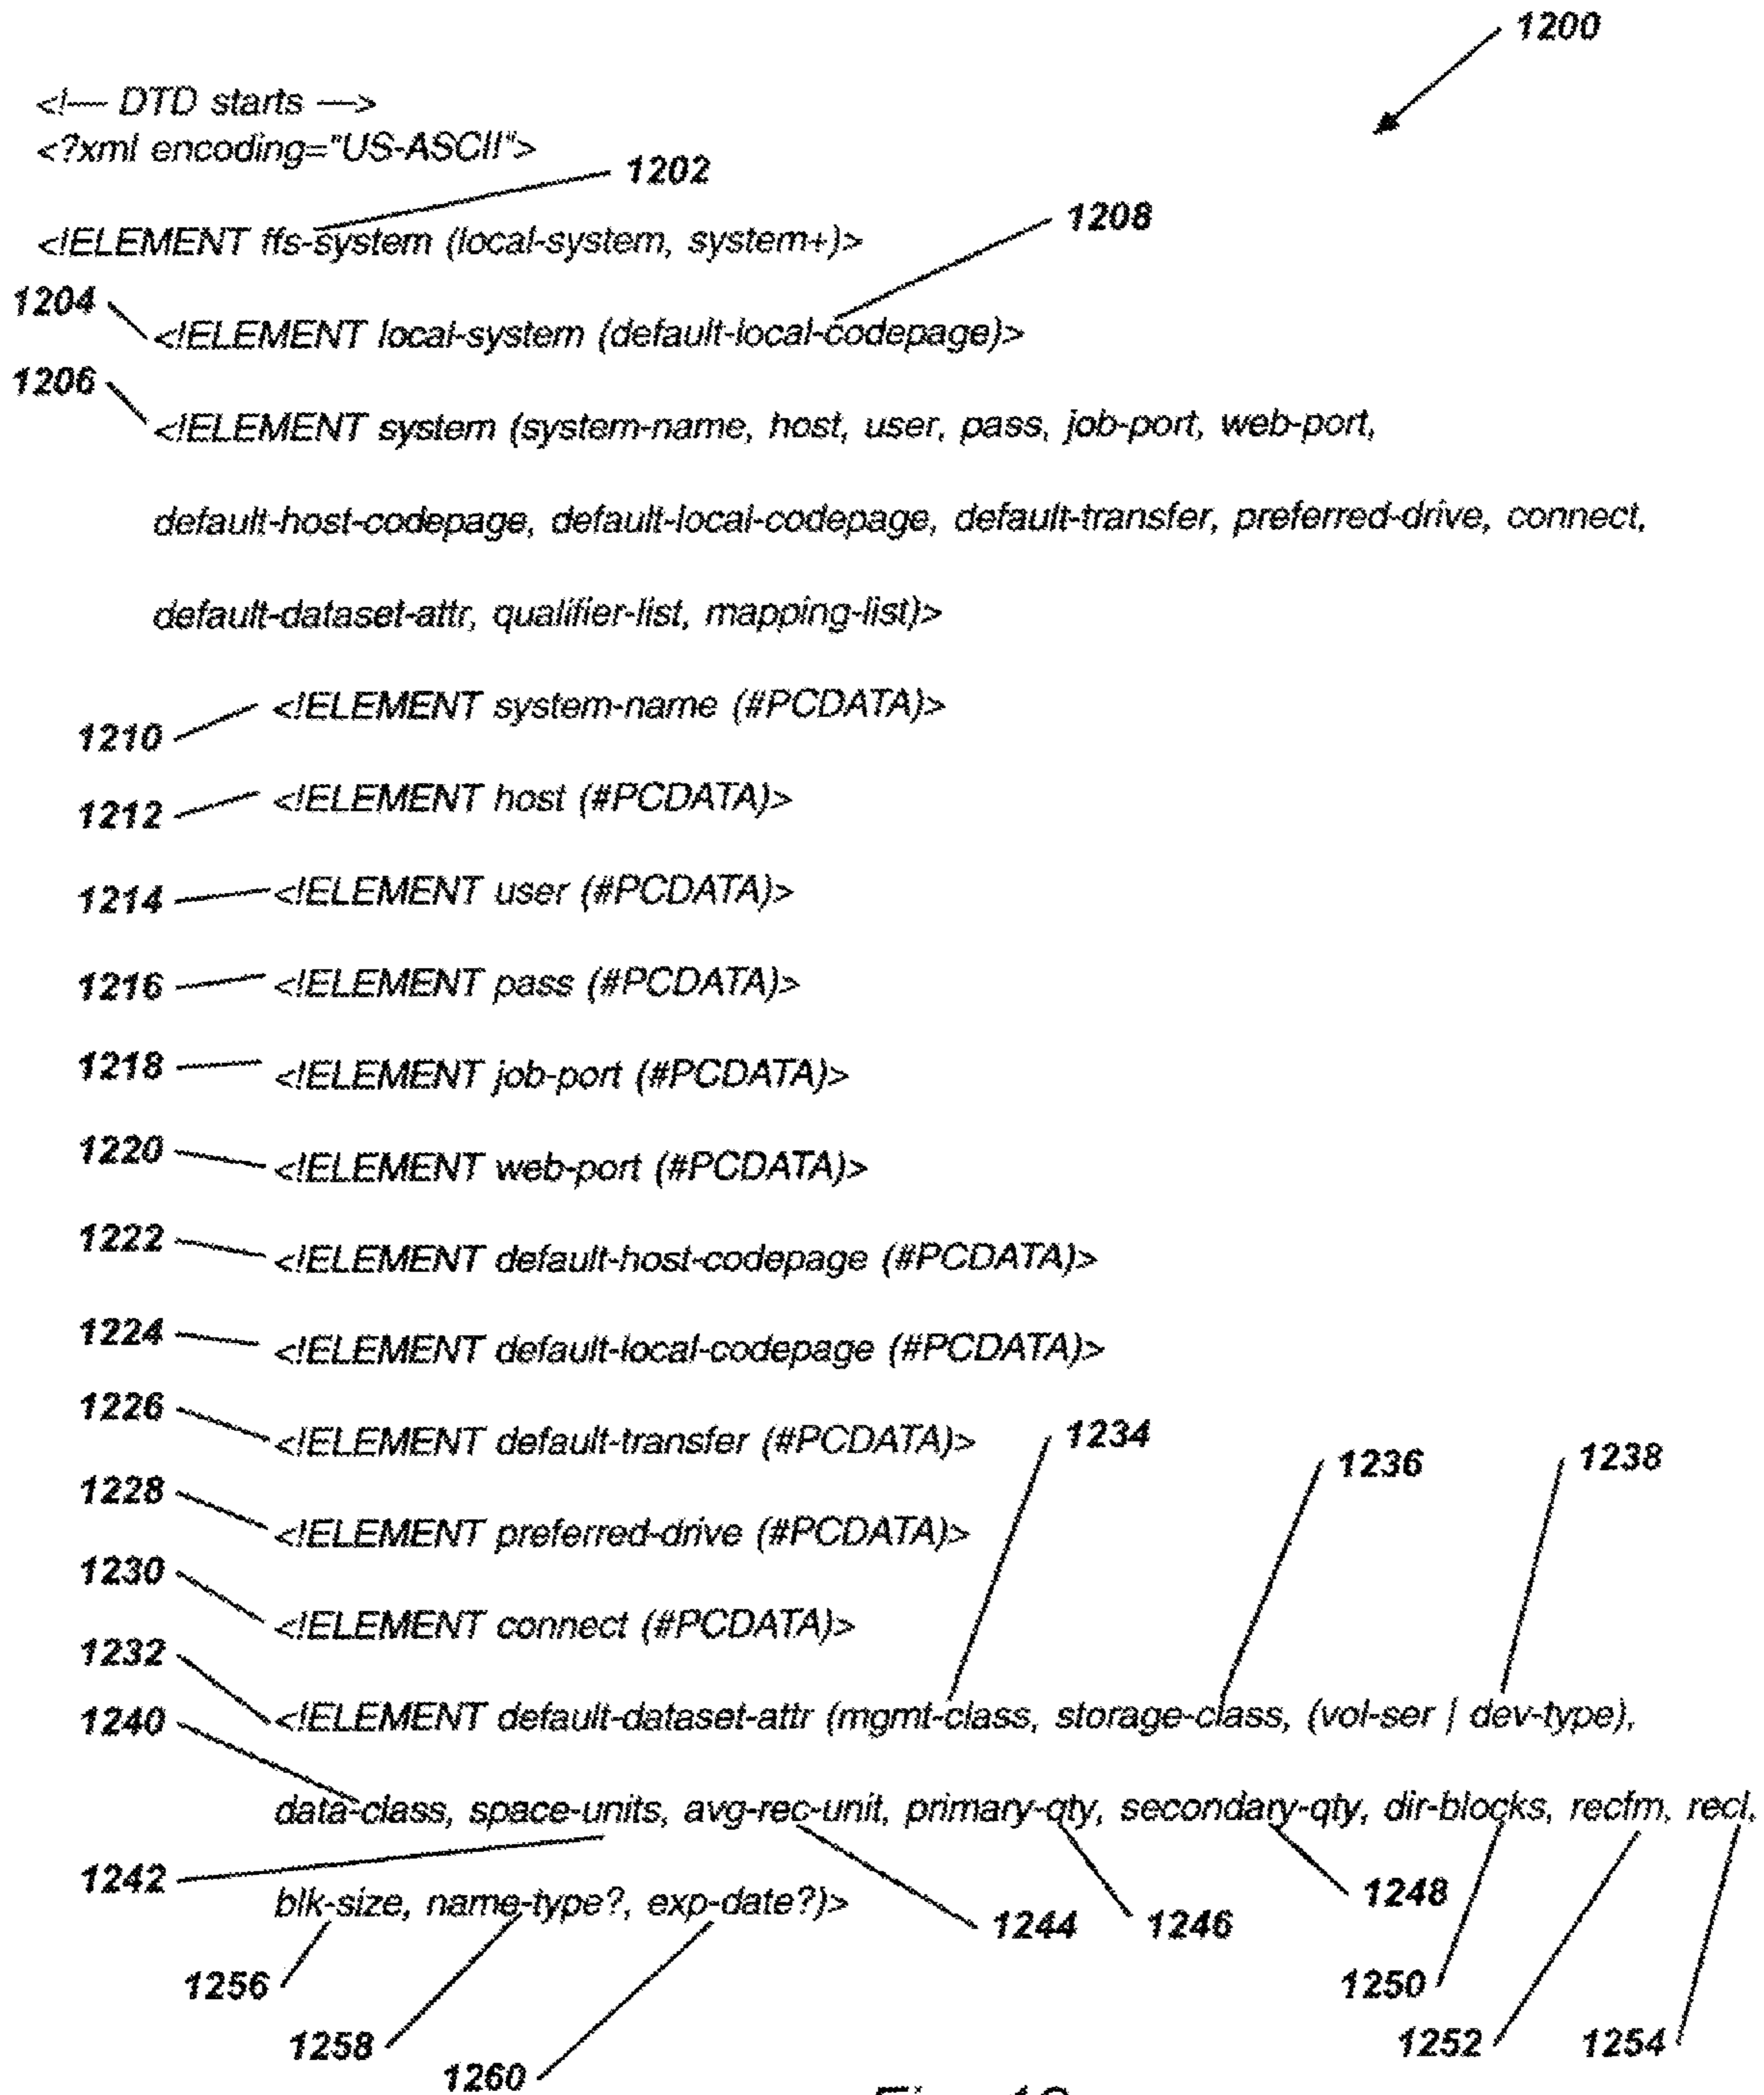 1200
<!— DTD starts —>
<?xml encoding="US-ASCII">
1202
<!ELEMENT ffs-system (local-system, system+)>
1208
1204
<!ELEMENT local-system (default-local-codepage)>
1206
<!ELEMENT system (system-name, host, user, pass, job-port, web-port,
default-host-codepage, default-local-codepage, default-transfer, preferred-drive, connect,
default-dataset-attr, qualifier-list, mapping-list)>
1210 <!ELEMENT system-name (#PCDATA)>
1212 <!ELEMENT host (#PCDATA)>
1214 <!ELEMENT user (#PCDATA)>
1216 <!ELEMENT pass (#PCDATA)>
1218 <!ELEMENT job-port (#PCDATA)>
1220 <!ELEMENT web-port (#PCDATA)>
1222 <!ELEMENT default-host-codepage (#PCDATA)>
1224 <!ELEMENT default-local-codepage (#PCDATA)>
1226 <!ELEMENT default-transfer (#PCDATA)>
1234 1236 1238
1228 <!ELEMENT preferred-drive (#PCDATA)>
1230 <!ELEMENT connect (#PCDATA)>
1232
<!ELEMENT default-dataset-attr (mgmt-class, storage-class, (vol-ser | dev-type),
1240
data-class, space-units, avg-rec-unit, primary-qty, secondary-qty, dir-blocks, recfm, recl,
1242
blk-size, name-type?, exp-date?)>
1244 1246 1248
1256 1250
1258 1252 1254
1260